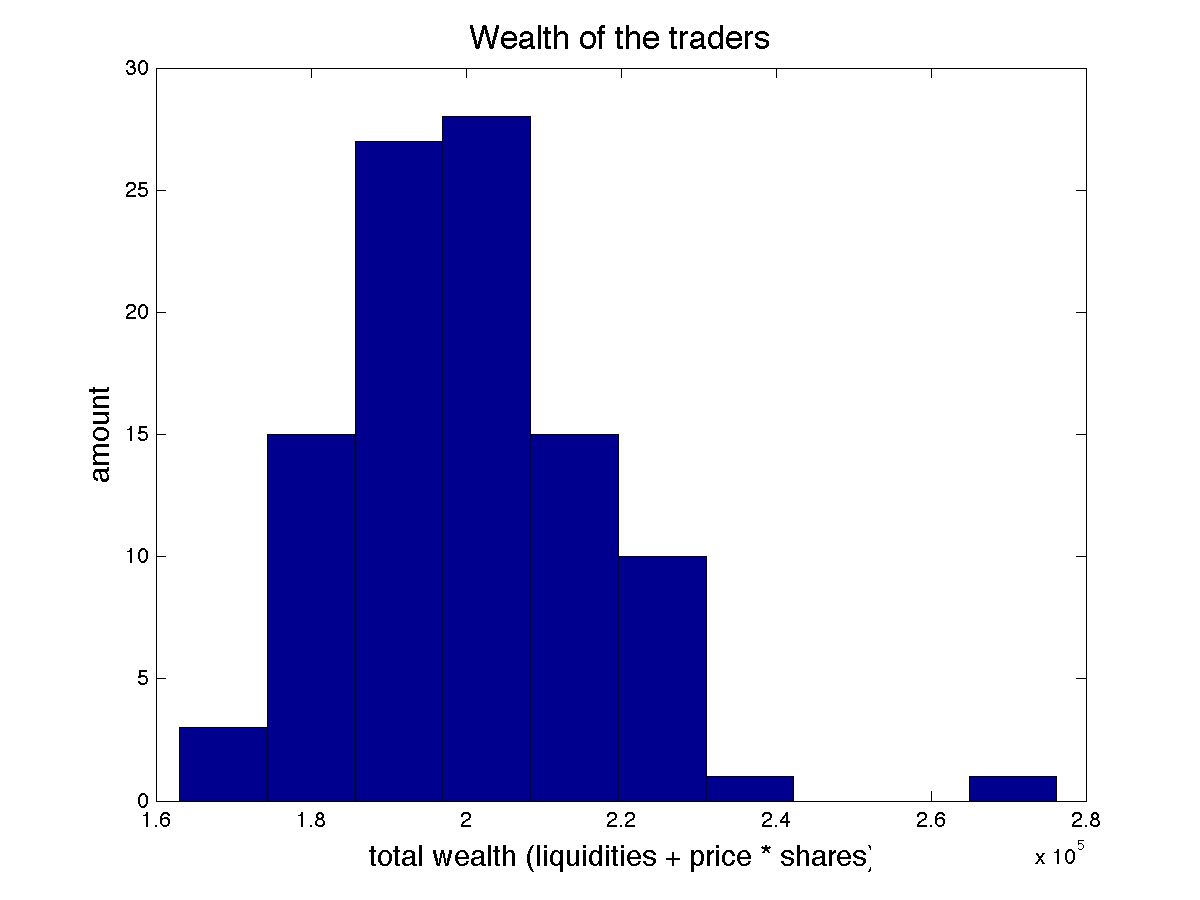 Wealth of the traders
30
25
20
15
10
5
0
amount
1.6 1.8 2 2.2 2.4 2.6 2.8
x 10^5
total wealth (liquidities + price * shares)